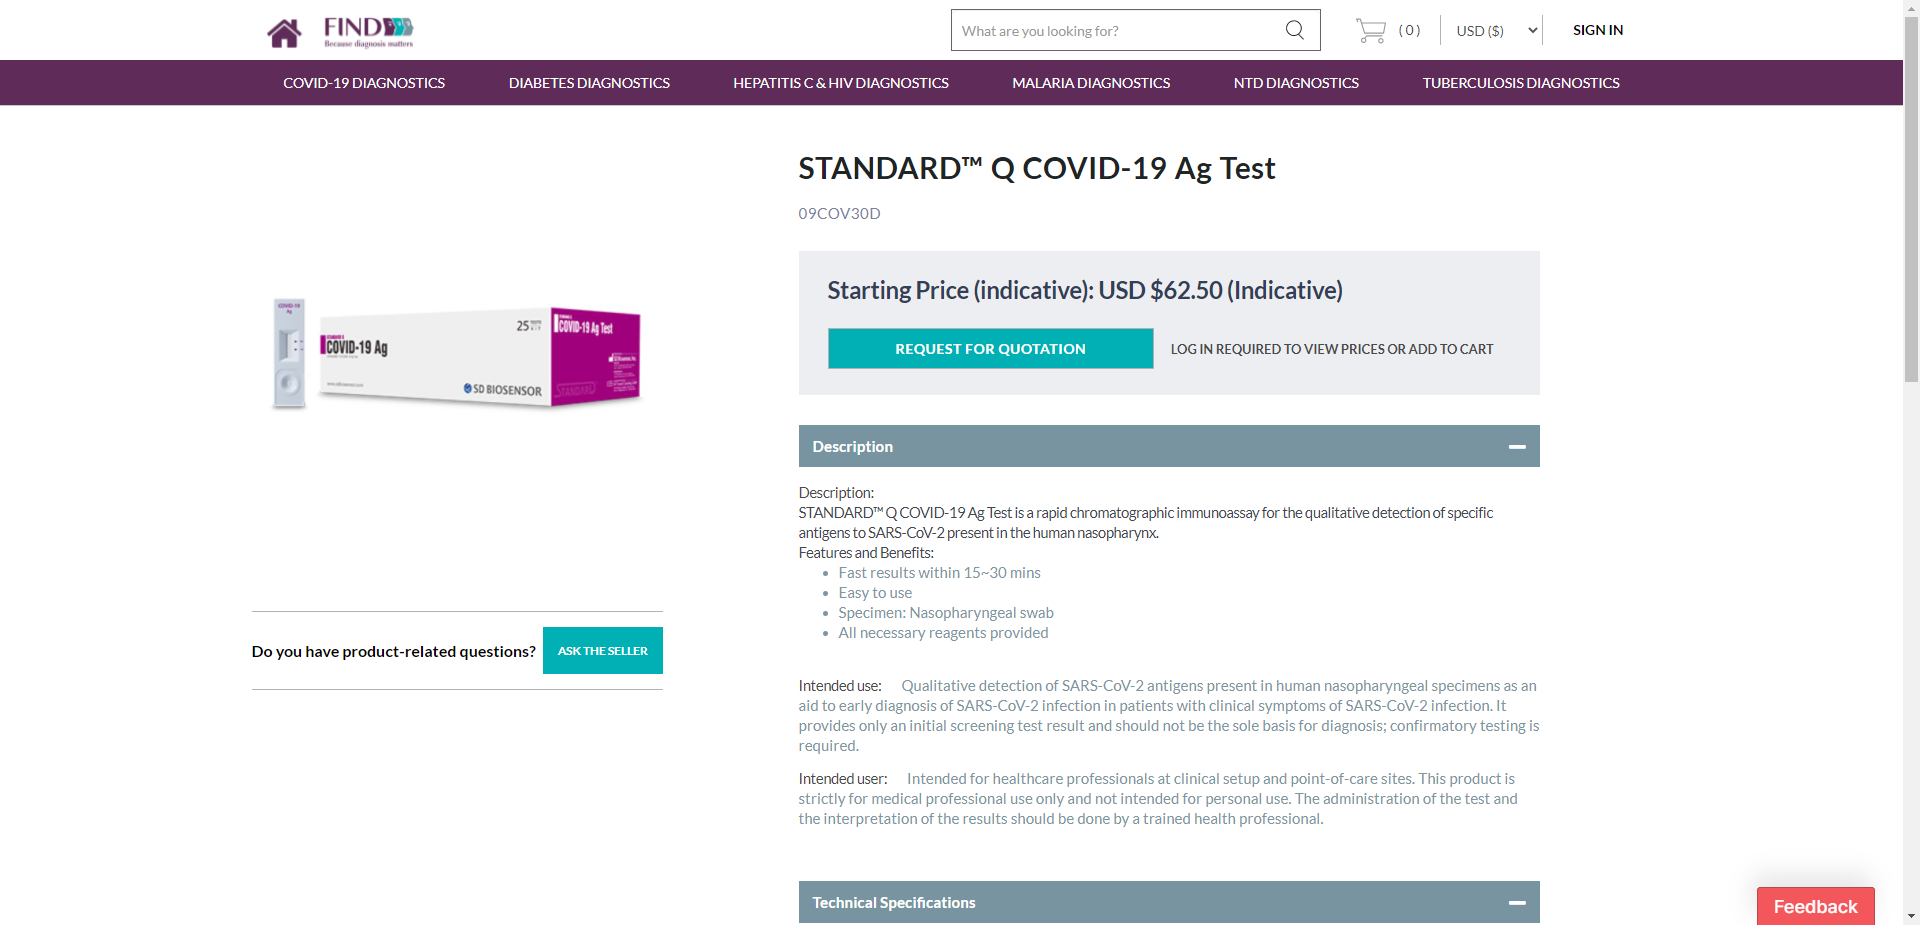 FIND
Because diagnosis matters
What are you looking for?
( 0 )
USD ($)
SIGN IN
COVID-19 DIAGNOSTICS
DIABETES DIAGNOSTICS
HEPATITIS C & HIV DIAGNOSTICS
MALARIA DIAGNOSTICS
NTD DIAGNOSTICS
TUBERCULOSIS DIAGNOSTICS
COVID-19
Ag
25
COVID-19 Ag
SD BIOSENSOR
COVID-19 Ag Test
STANDARD
Do you have product-related questions?
ASK THE SELLER
STANDARD™ Q COVID-19 Ag Test
09COV30D
Starting Price (indicative): USD $62.50 (Indicative)
REQUEST FOR QUOTATION
LOG IN REQUIRED TO VIEW PRICES OR ADD TO CART
Description
Description:
STANDARD™ Q COVID-19 Ag Test is a rapid chromatographic immunoassay for the qualitative detection of specific
antigens to SARS-CoV-2 present in the human nasopharynx.
Features and Benefits:
• Fast results within 15~30 mins
• Easy to use
• Specimen: Nasopharyngeal swab
• All necessary reagents provided
Intended use: Qualitative detection of SARS-CoV-2 antigens present in human nasopharyngeal specimens as an
aid to early diagnosis of SARS-CoV-2 infection in patients with clinical symptoms of SARS-CoV-2 infection. It
provides only an initial screening test result and should not be the sole basis for diagnosis; confirmatory testing is
required.
Intended user: Intended for healthcare professionals at clinical setup and point-of-care sites. This product is
strictly for medical professional use only and not intended for personal use. The administration of the test and
the interpretation of the results should be done by a trained health professional.
Technical Specifications
Feedback